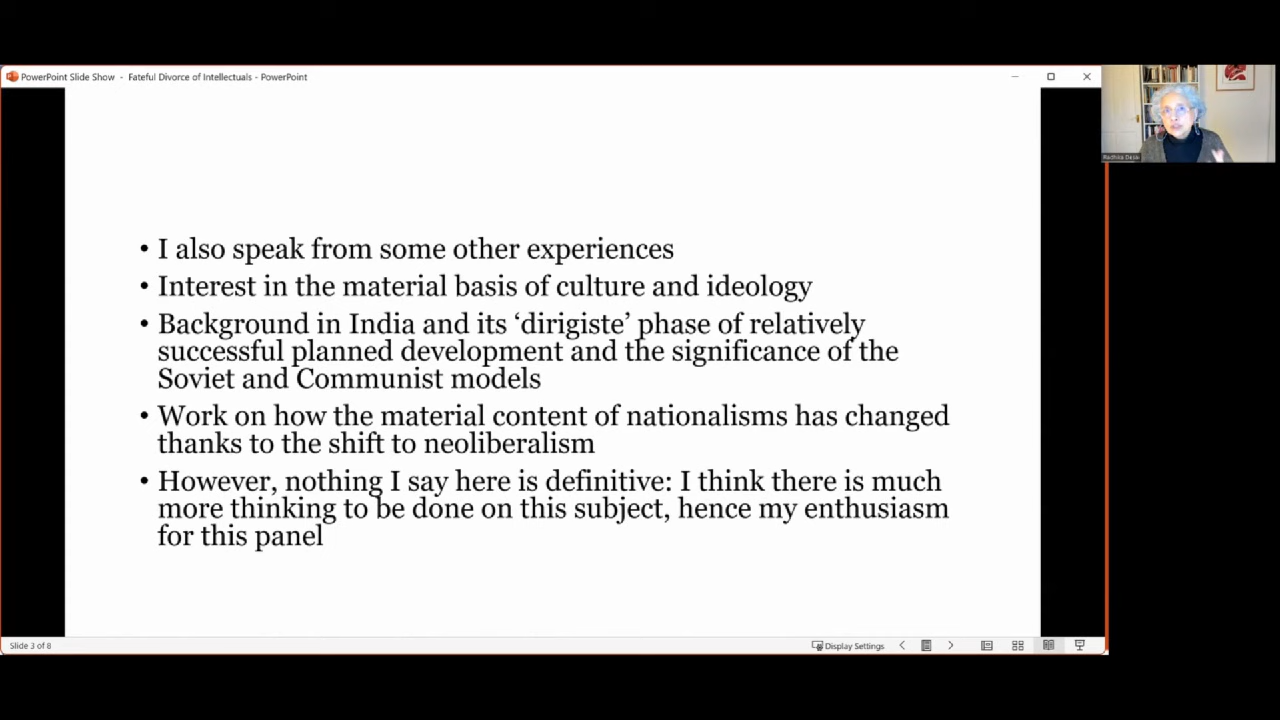 PowerPoint Slide Show - Fateful Divorce of Intellectuals - PowerPoint
• I also speak from some other experiences
• Interest in the material basis of culture and ideology
• Background in India and its ‘dirigiste’ phase of relatively
successful planned development and the significance of the
Soviet and Communist models
• Work on how the material content of nationalisms has changed
thanks to the shift to neoliberalism
• However, nothing I say here is definitive: I think there is much
more thinking to be done on this subject, hence my enthusiasm
for this panel
Radhika Desai
Slide 3 of 8
Display Settings